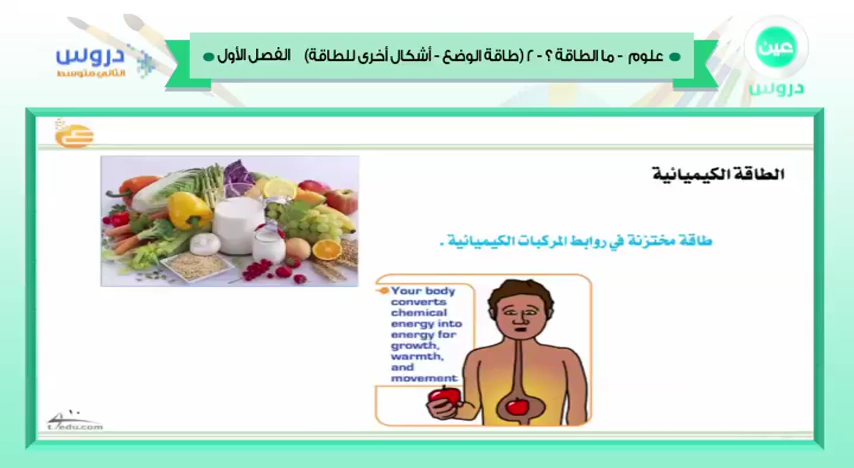 عين
دروس
علوم - ما الطاقة ؟ - ٢ (طاقة الوضع - أشكال أخرى للطاقة) الفصل الأول
دروس
الثاني متوسط
الطاقة الكيميائية
طاقة مختزنة في روابط المركبات الكيميائية .
Your body
converts
chemical
energy into
energy for
growth,
warmth,
and
movement
t4edu.com